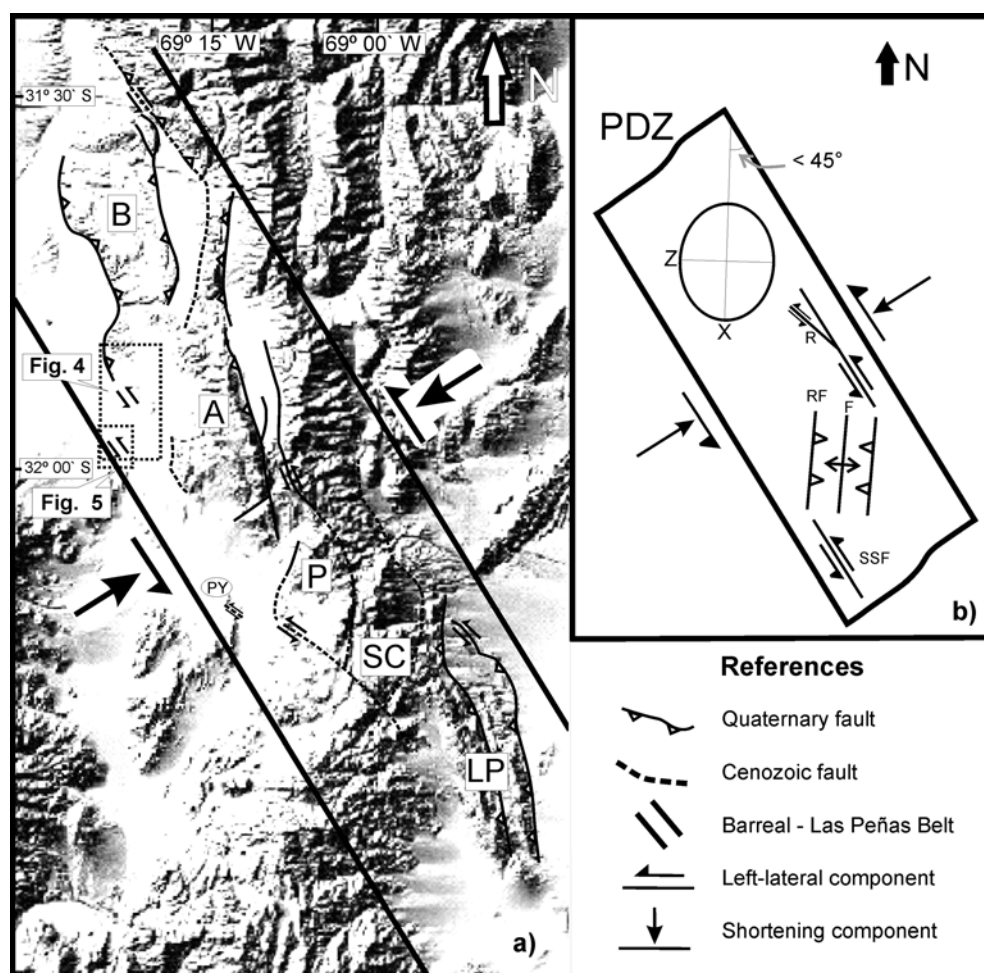 69º 15` W
69º 00` W
N
31º 30` S
B
Fig. 4
A
32º 00` S
Fig. 5
P
PY
SC
LP
a)
N
PDZ
< 45°
Z
X
R
RF
F
SSF
b)
References
Quaternary fault
Cenozoic fault
Barreal - Las Peñas Belt
Left-lateral component
Shortening component